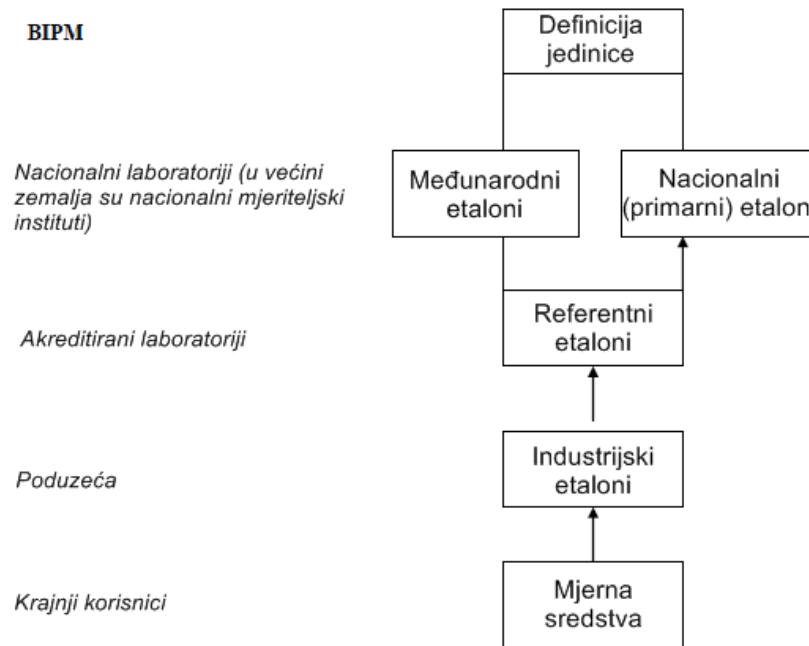 BIPM
Definicija
jedinice
Nacionalni laboratoriji (u većini
zemalja su nacionalni mjeriteljski
instituti)
Međunarodni
etaloni
Nacionalni
(primarni) etalon
Akreditirani laboratoriji
Referentni
etaloni
Poduzeća
Industrijski
etaloni
Krajnji korisnici
Mjerna
sredstva